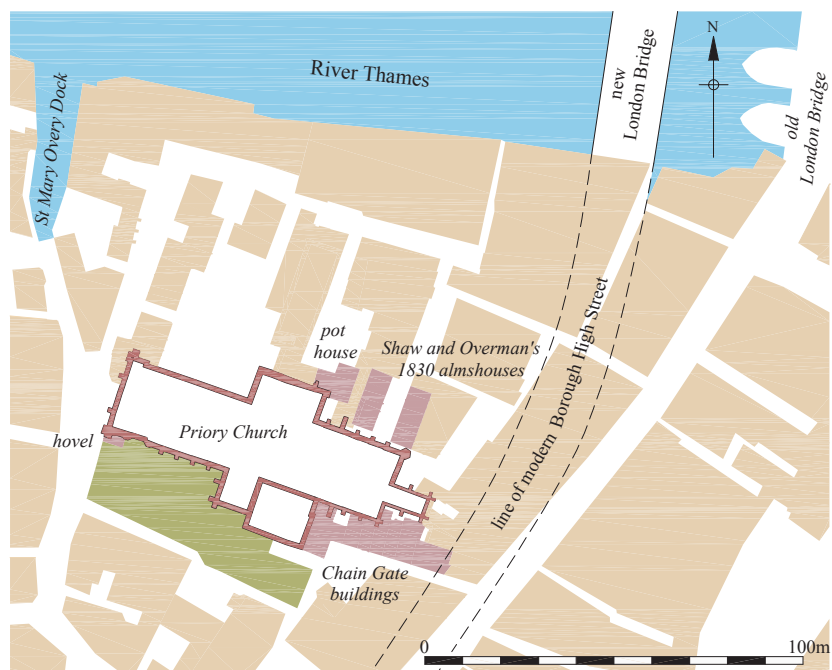 River Thames
new
London Bridge
N
old
London Bridge
St Mary Overy Dock
pot
house
Shaw and Overman's
1830 almshouses
line of modern Borough High Street
hovel
Priory Church
Chain Gate
buildings
0
100m